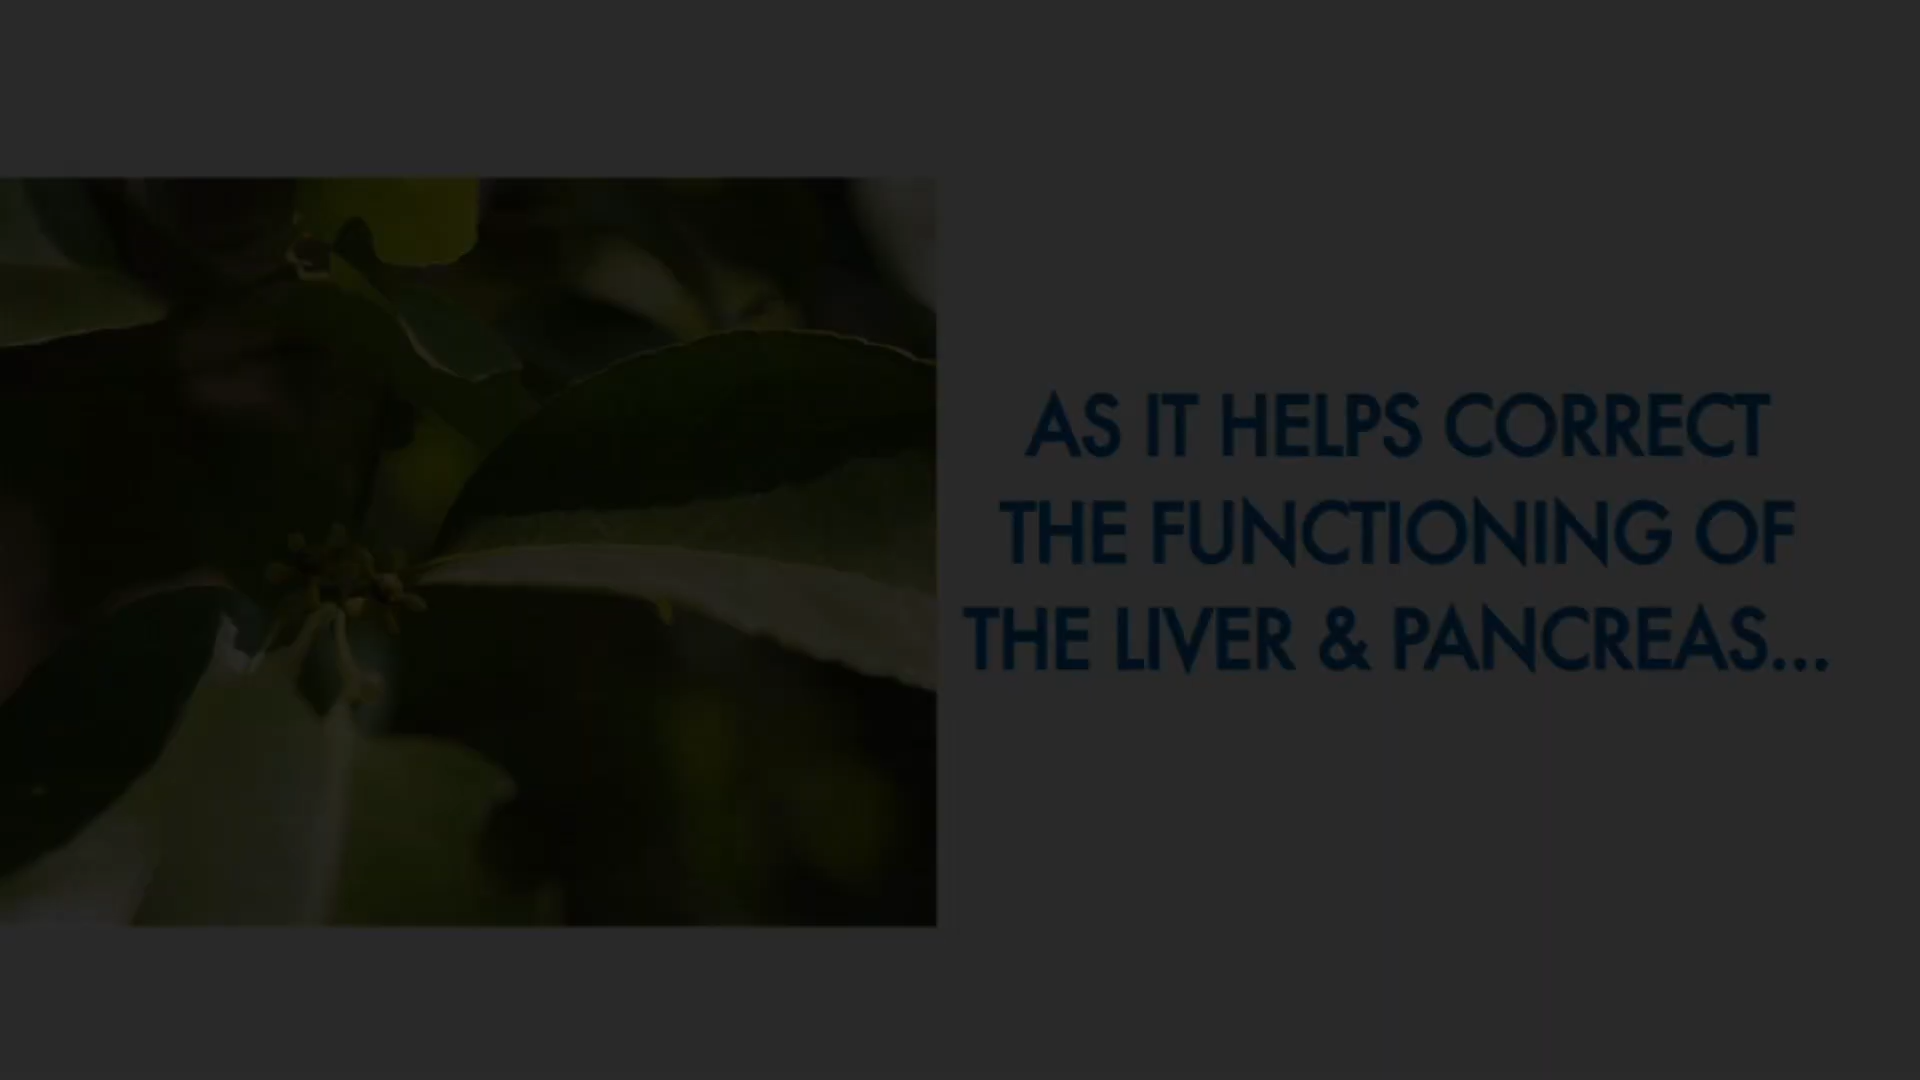 AS IT HELPS CORRECT
THE FUNCTIONING OF
THE LIVER & PANCREAS...